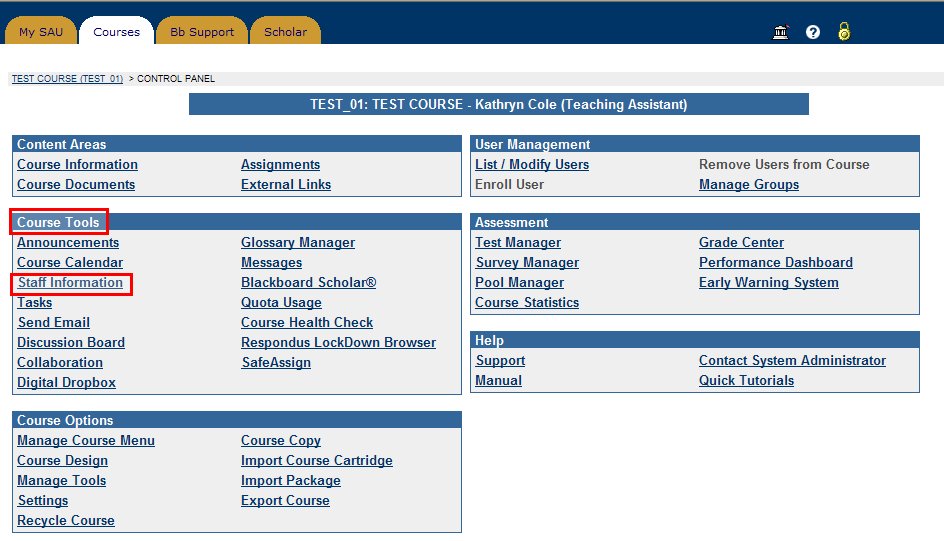 My SAU Courses Bb Support Scholar
TEST COURSE (TEST_01) > CONTROL PANEL
TEST_01: TEST COURSE - Kathryn Cole (Teaching Assistant)
Content Areas
Course Information Assignments
Course Documents External Links
User Management
List / Modify Users Remove Users from Course
Enroll User Manage Groups
Course Tools
Announcements Glossary Manager
Course Calendar Messages
Staff Information Blackboard Scholar®
Tasks Quota Usage
Send Email Course Health Check
Discussion Board Respondus LockDown Browser
Collaboration SafeAssign
Digital Dropbox
Assessment
Test Manager Grade Center
Survey Manager Performance Dashboard
Pool Manager Early Warning System
Course Statistics
Help
Support Contact System Administrator
Manual Quick Tutorials
Course Options
Manage Course Menu Course Copy
Course Design Import Course Cartridge
Manage Tools Import Package
Settings Export Course
Recycle Course